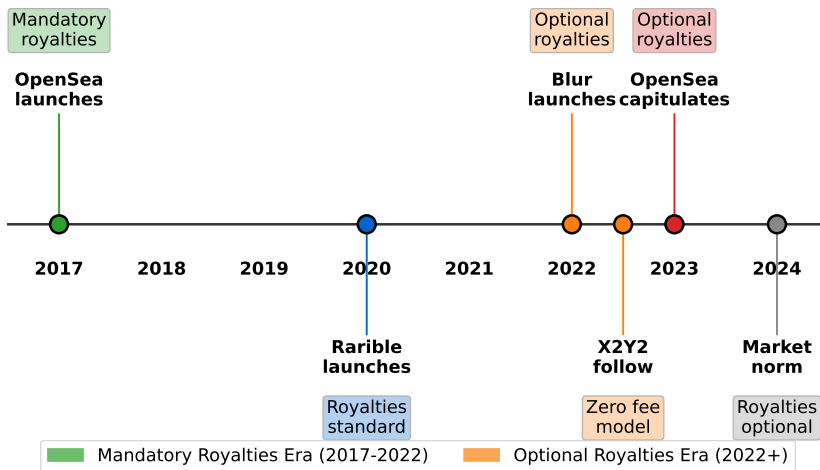 Mandatory
royalties
Optional
royalties
Optional
royalties
OpenSea
launches
Blur
launches
OpenSea
capitulates
2017 2018 2019 2020 2021 2022 2023 2024
Rarible
launches
X2Y2
follow
Market
norm
Royalties
standard
Zero fee
model
Royalties
optional
Mandatory Royalties Era (2017-2022) Optional Royalties Era (2022+)